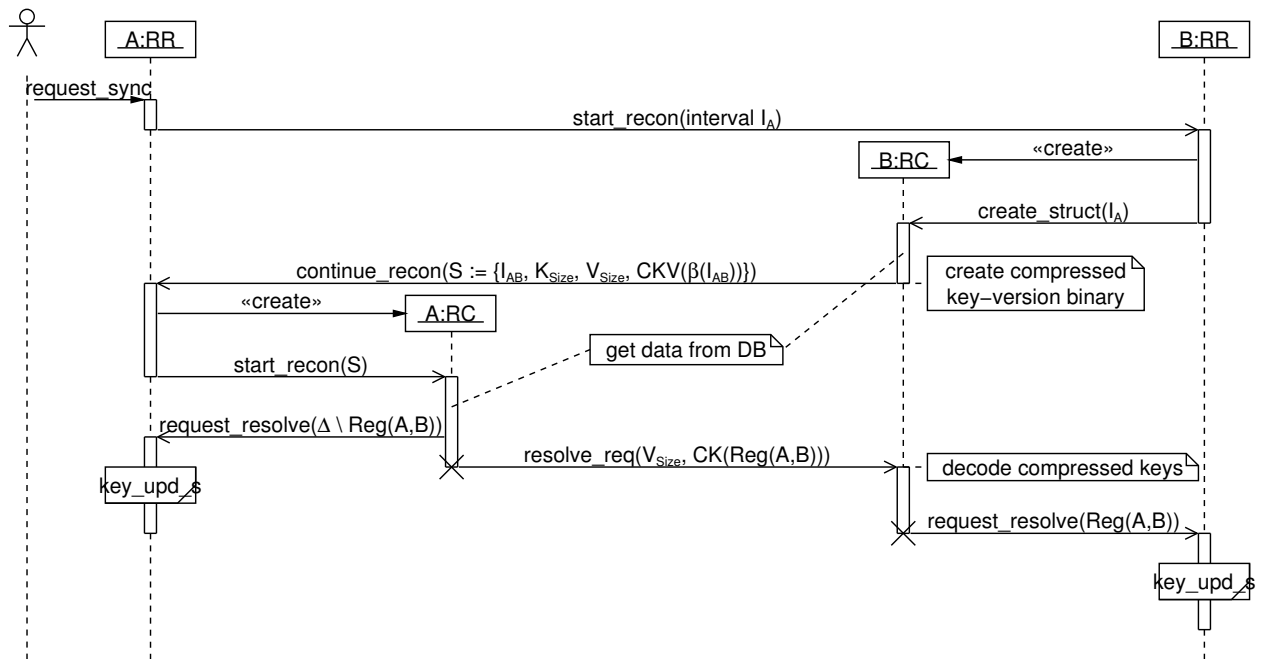 A:RR
B:RR
request_sync
start_recon(interval I_A)
«create»
B:RC
create_struct(I_A)
continue_recon(S := {I_AB, K_Size, V_Size, CKV(β(I_AB))})
create compressed
key−version binary
«create»
A:RC
get data from DB
start_recon(S)
request_resolve(Δ \ Reg(A,B))
resolve_req(V_Size, CK(Reg(A,B)))
decode compressed keys
key_upd_s
request_resolve(Reg(A,B))
key_upd_s